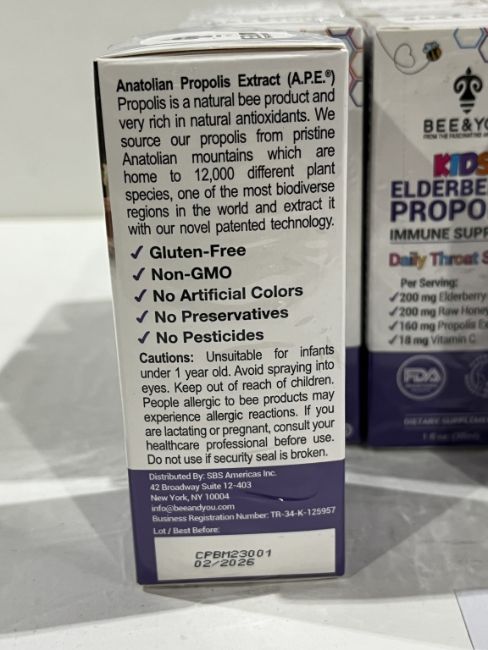 Anatolian Propolis Extract (A.P.E.®)
Propolis is a natural bee product and
very rich in natural antioxidants. We
source our propolis from pristine
Anatolian mountains which are
home to 12,000 different plant
species, one of the most biodiverse
regions in the world and extract it
with our novel patented technology.
✓ Gluten-Free
✓ Non-GMO
✓ No Artificial Colors
✓ No Preservatives
✓ No Pesticides
Cautions: Unsuitable for infants
under 1 year old. Avoid spraying into
eyes. Keep out of reach of children.
People allergic to bee products may
experience allergic reactions. If you
are lactating or pregnant, consult your
healthcare professional before use.
Do not use if security seal is broken.
Distributed By: SBS Americas Inc.
42 Broadway Suite 12-403
New York, NY 10004
info@beeandyou.com
Business Registration Number: TR-34-K-125957
Lot / Best Before:
CPBM23001
02/2026
BEE&YO
KIDS
ELDERBE
PROPO
IMMUNE SUPP
Daily Throat S
Per Serving:
✓200 mg Elderberry
✓200 mg Raw Honey
✓160 mg Propolis Ex
✓18 mg Vitamin C
FDA
DIETARY SUPPLEMEN
1 fl oz. (30ml)